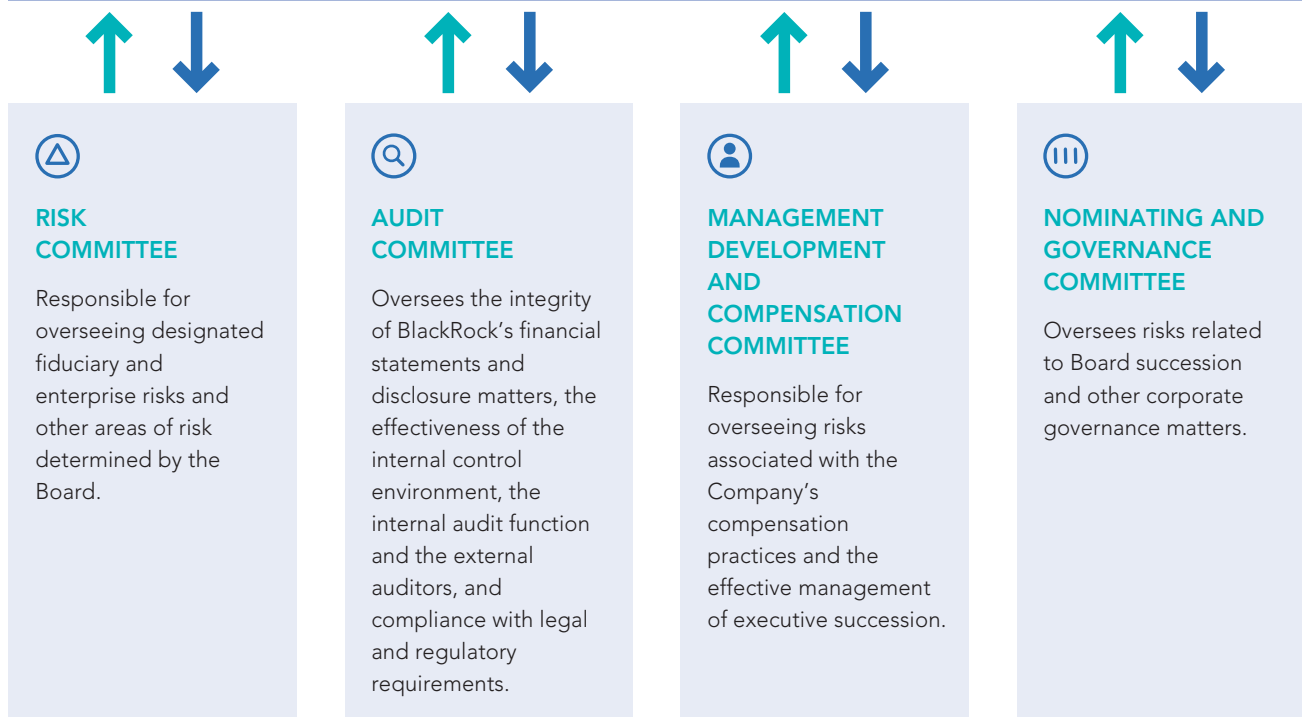 RISK
COMMITTEE
Responsible for
overseeing designated
fiduciary and
enterprise risks and
other areas of risk
determined by the
Board.
AUDIT
COMMITTEE
Oversees the integrity
of BlackRock's financial
statements and
disclosure matters, the
effectiveness of the
internal control
environment, the
internal audit function
and the external
auditors, and
compliance with legal
and regulatory
requirements.
MANAGEMENT
DEVELOPMENT
AND
COMPENSATION
COMMITTEE
Responsible for
overseeing risks
associated with the
Company's
compensation
practices and the
effective management
of executive succession.
NOMINATING AND
GOVERNANCE
COMMITTEE
Oversees risks related
to Board succession
and other corporate
governance matters.